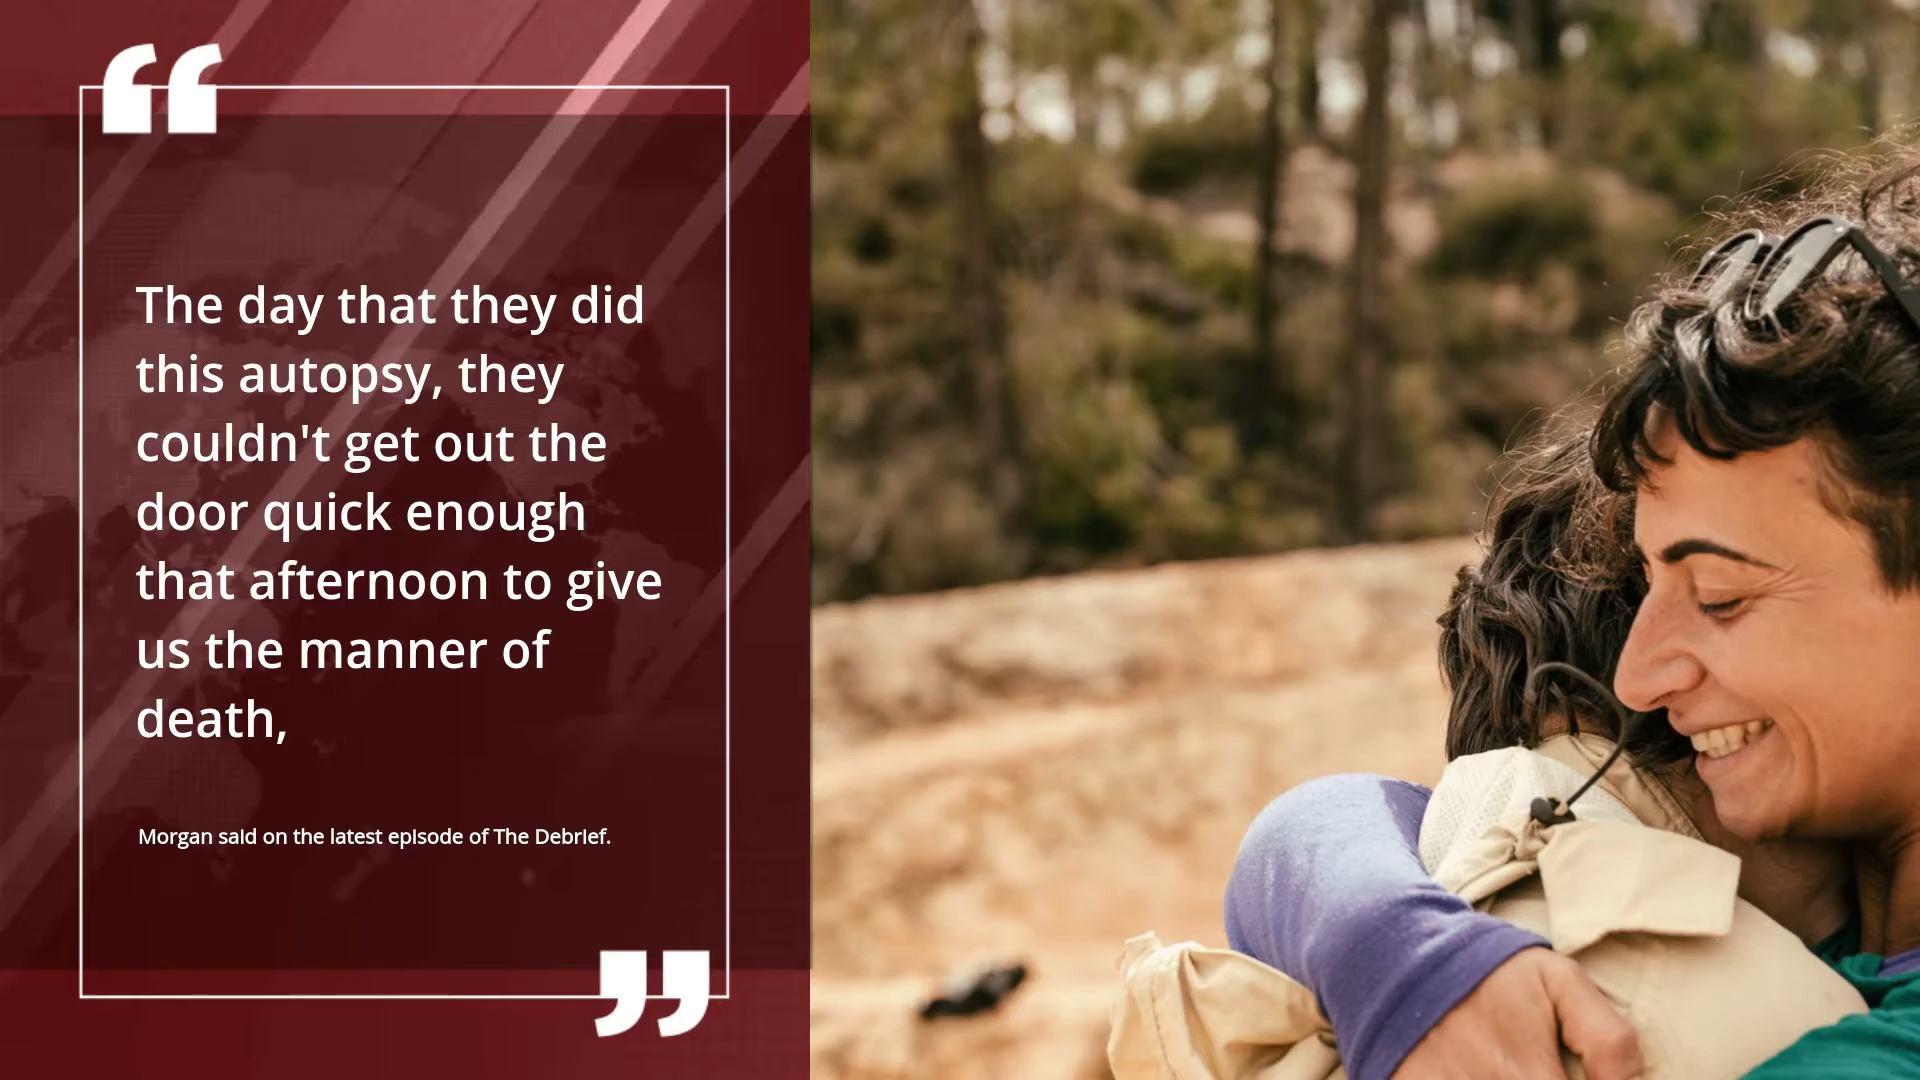 “
The day that they did
this autopsy, they
couldn't get out the
door quick enough
that afternoon to give
us the manner of
death,
Morgan said on the latest episode of The Debrief.
”